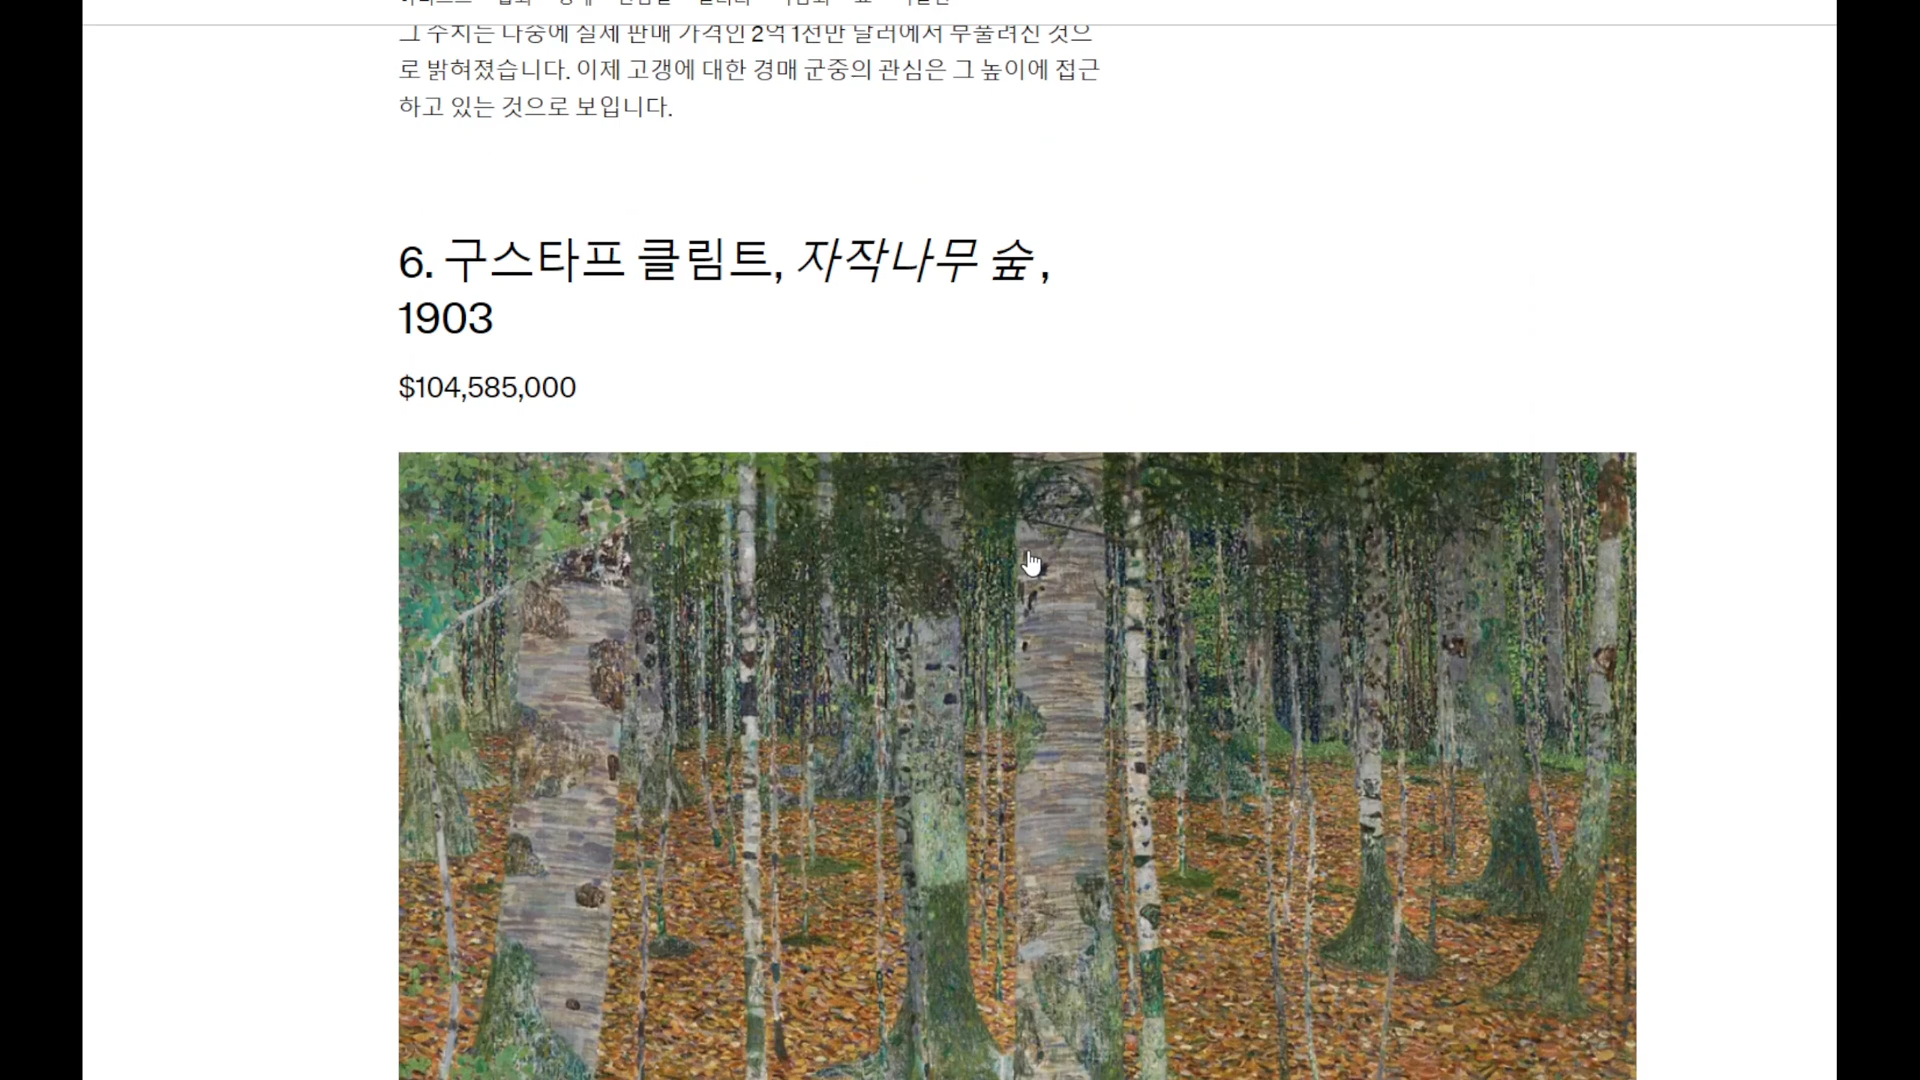 그 수치는 나중에 실제 판매 가격인 2억 1천만 달러에서 부풀려진 것으
로 밝혀졌습니다. 이제 고갱에 대한 경매 군중의 관심은 그 높이에 접근
하고 있는 것으로 보입니다.
6. 구스타프 클림트, 자작나무 숲 ,
1903
$104,585,000